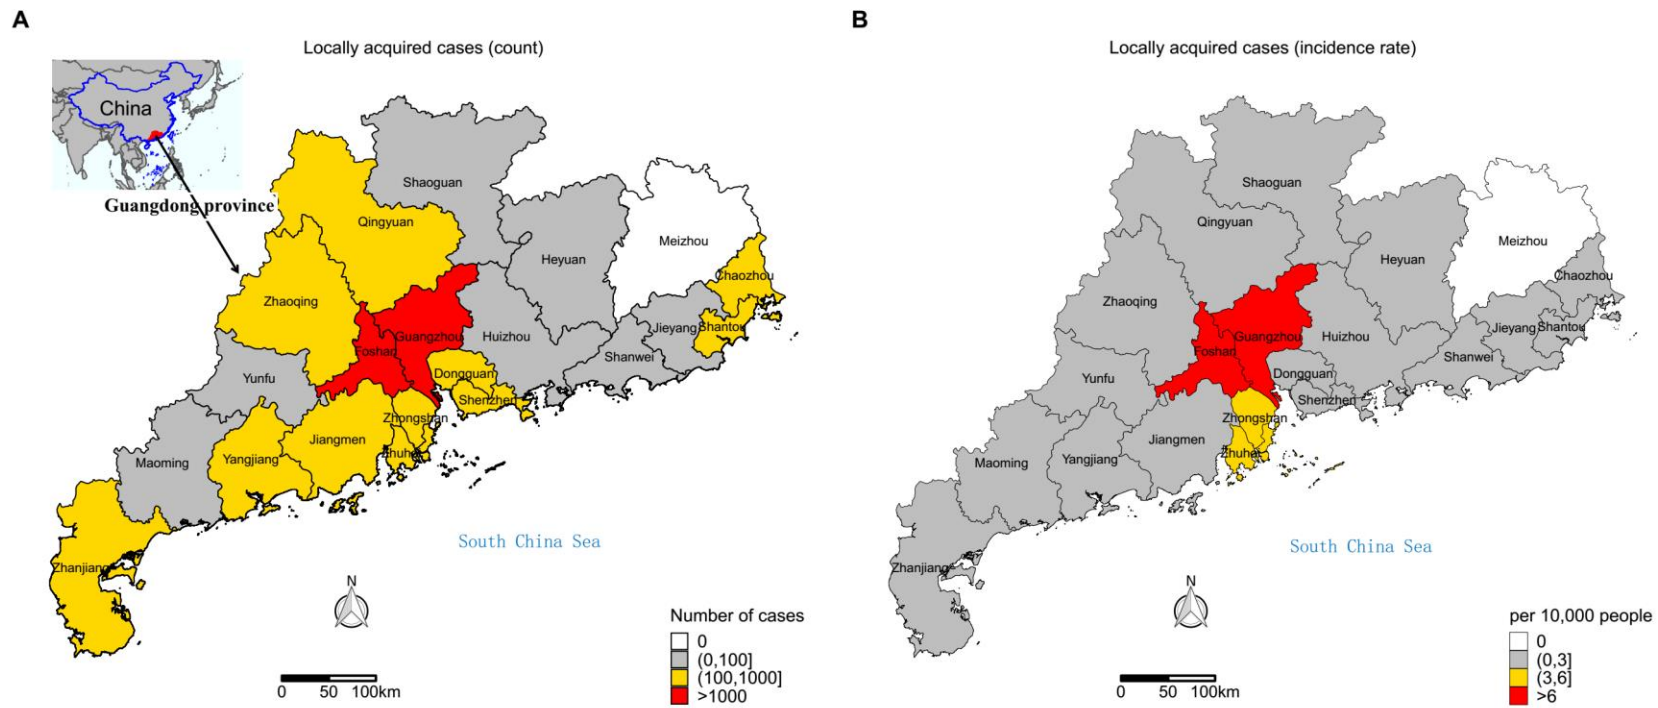 A
Locally acquired cases (count)
China
Guangdong province
Shaoguan
Qingyuan
Meizhou
Heyuan
Chaozhou
Zhaoqing
Jieyang
Shantou
Guangzhou
Huizhou
Foshan
Shanwei
Yunfu
Dongguan
Shenzhen
Zhongshan
Jiangmen
Zhuhai
Yangjiang
Maoming
Zhanjiang
South China Sea
N
0 50 100km
Number of cases
0
(0,100]
(100,1000]
>1000
B
Locally acquired cases (incidence rate)
Shaoguan
Qingyuan
Meizhou
Heyuan
Chaozhou
Zhaoqing
Jieyang
Shantou
Guangzhou
Huizhou
Foshan
Shanwei
Yunfu
Dongguan
Shenzhen
Zhongshan
Jiangmen
Zhuhai
Yangjiang
Maoming
Zhanjiang
South China Sea
N
0 50 100km
per 10,000 people
0
(0,3]
(3,6]
>6